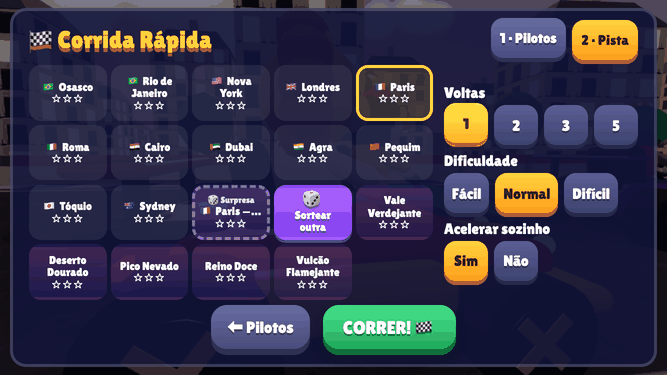 Corrida Rápida
1 · Pilotos
2 · Pista
Osasco
Rio de
Janeiro
Nova
York
Londres
Paris
Roma
Cairo
Dubai
Agra
Pequim
Tóquio
Sydney
Surpresa
Paris —...
Sortear
outra
Vale
Verdejante
Deserto
Dourado
Pico Nevado
Reino Doce
Vulcão
Flamejante
Voltas
1
2
3
5
Dificuldade
Fácil
Normal
Difícil
Acelerar sozinho
Sim
Não
← Pilotos
CORRER!